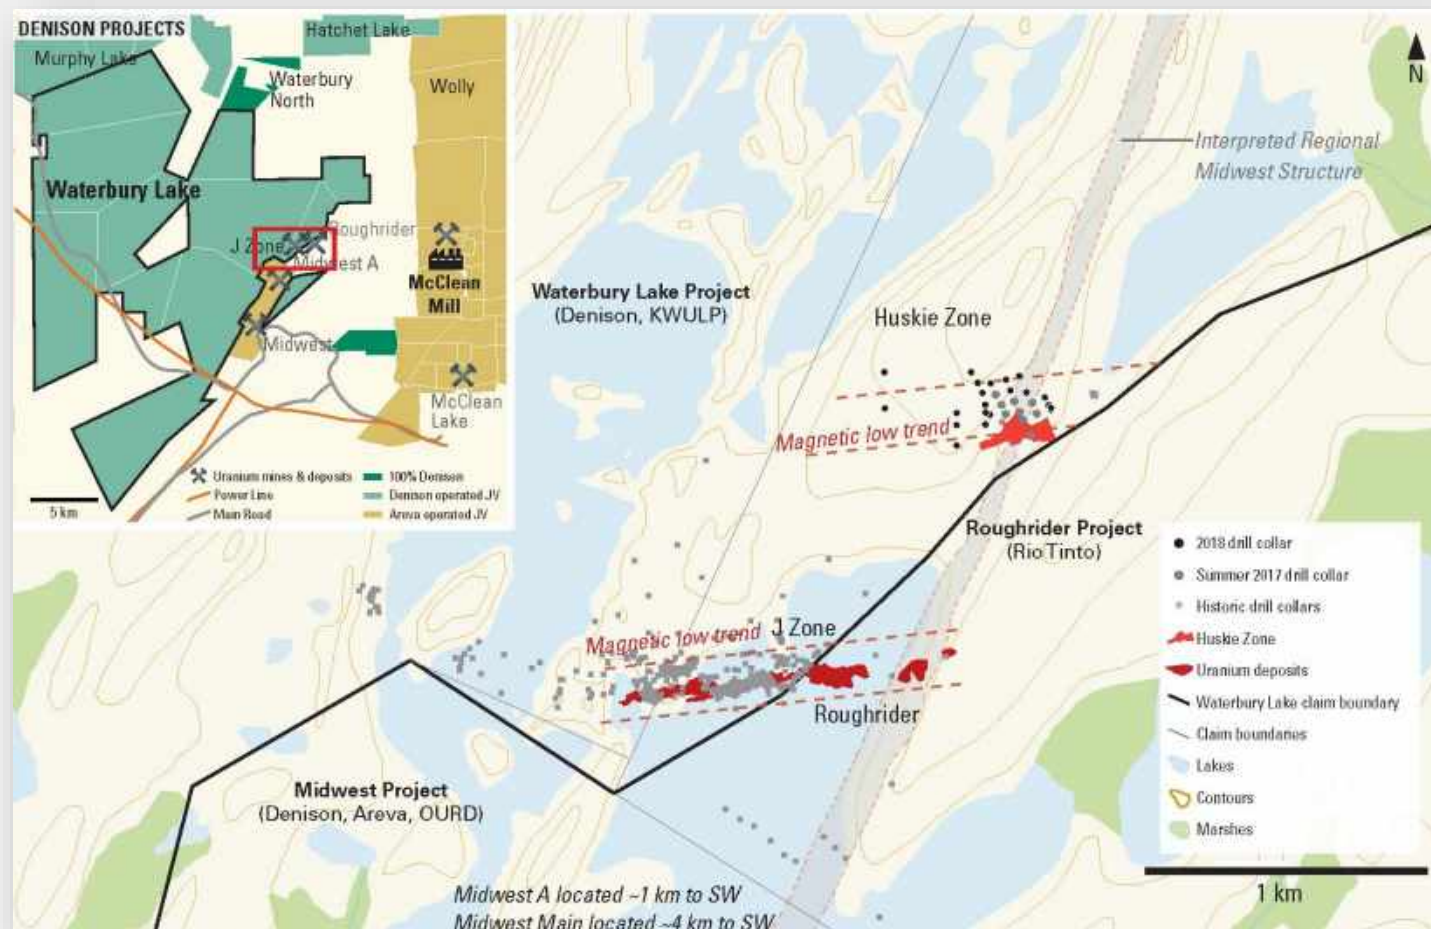 DENISON PROJECTS
Murphy Lake
Hatchet Lake
Waterbury
North
Wolly
Waterbury Lake
J Zone
Roughrider
Midwest A
McClean
Mill
Midwest
McClean
Lake
Uranium mines & deposits
Power Line
Main Road
100% Denison
Denison operated JV
Areva operated JV
5 km
N
Interpreted Regional
Midwest Structure
Waterbury Lake Project
(Denison, KWULP)
Huskie Zone
Magnetic low trend
Roughrider Project
(Rio Tinto)
Magnetic low trend
J Zone
Roughrider
Midwest Project
(Denison, Areva, OURD)
Midwest A located ~1 km to SW
Midwest Main located ~4 km to SW
2018 drill collar
Summer 2017 drill collar
Historic drill collars
Huskie Zone
Uranium deposits
Waterbury Lake claim boundary
Claim boundaries
Lakes
Contours
Marshes
1 km